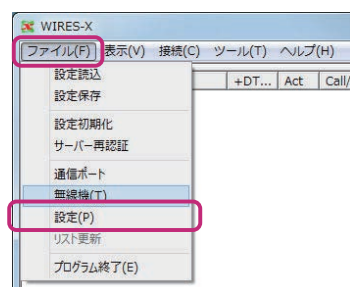 WIRES-X
ファイル(F) 表示(V) 接続(C) ツール(T) ヘルプ(H)
+DT... Act Call/
設定読込
設定保存
設定初期化
サーバー再認証
通信ポート
無線機(T)
設定(P)
リスト更新
プログラム終了(E)